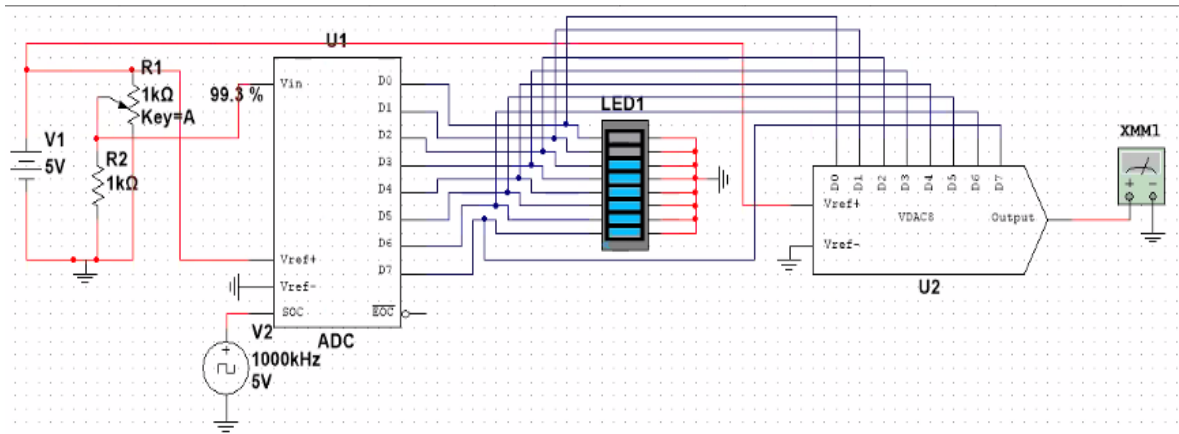 U1
R1
1kΩ
Key=A
99.3 %
V1
5V
R2
1kΩ
Vin
Vref+
Vref-
SOC
D0
D1
D2
D3
D4
D5
D6
D7
EOC
ADC
V2
1000kHz
5V
LED1
D0
D1
D2
D3
D4
D5
D6
D7
Vref+
VDAC8
Output
Vref-
U2
XMM1
+ −